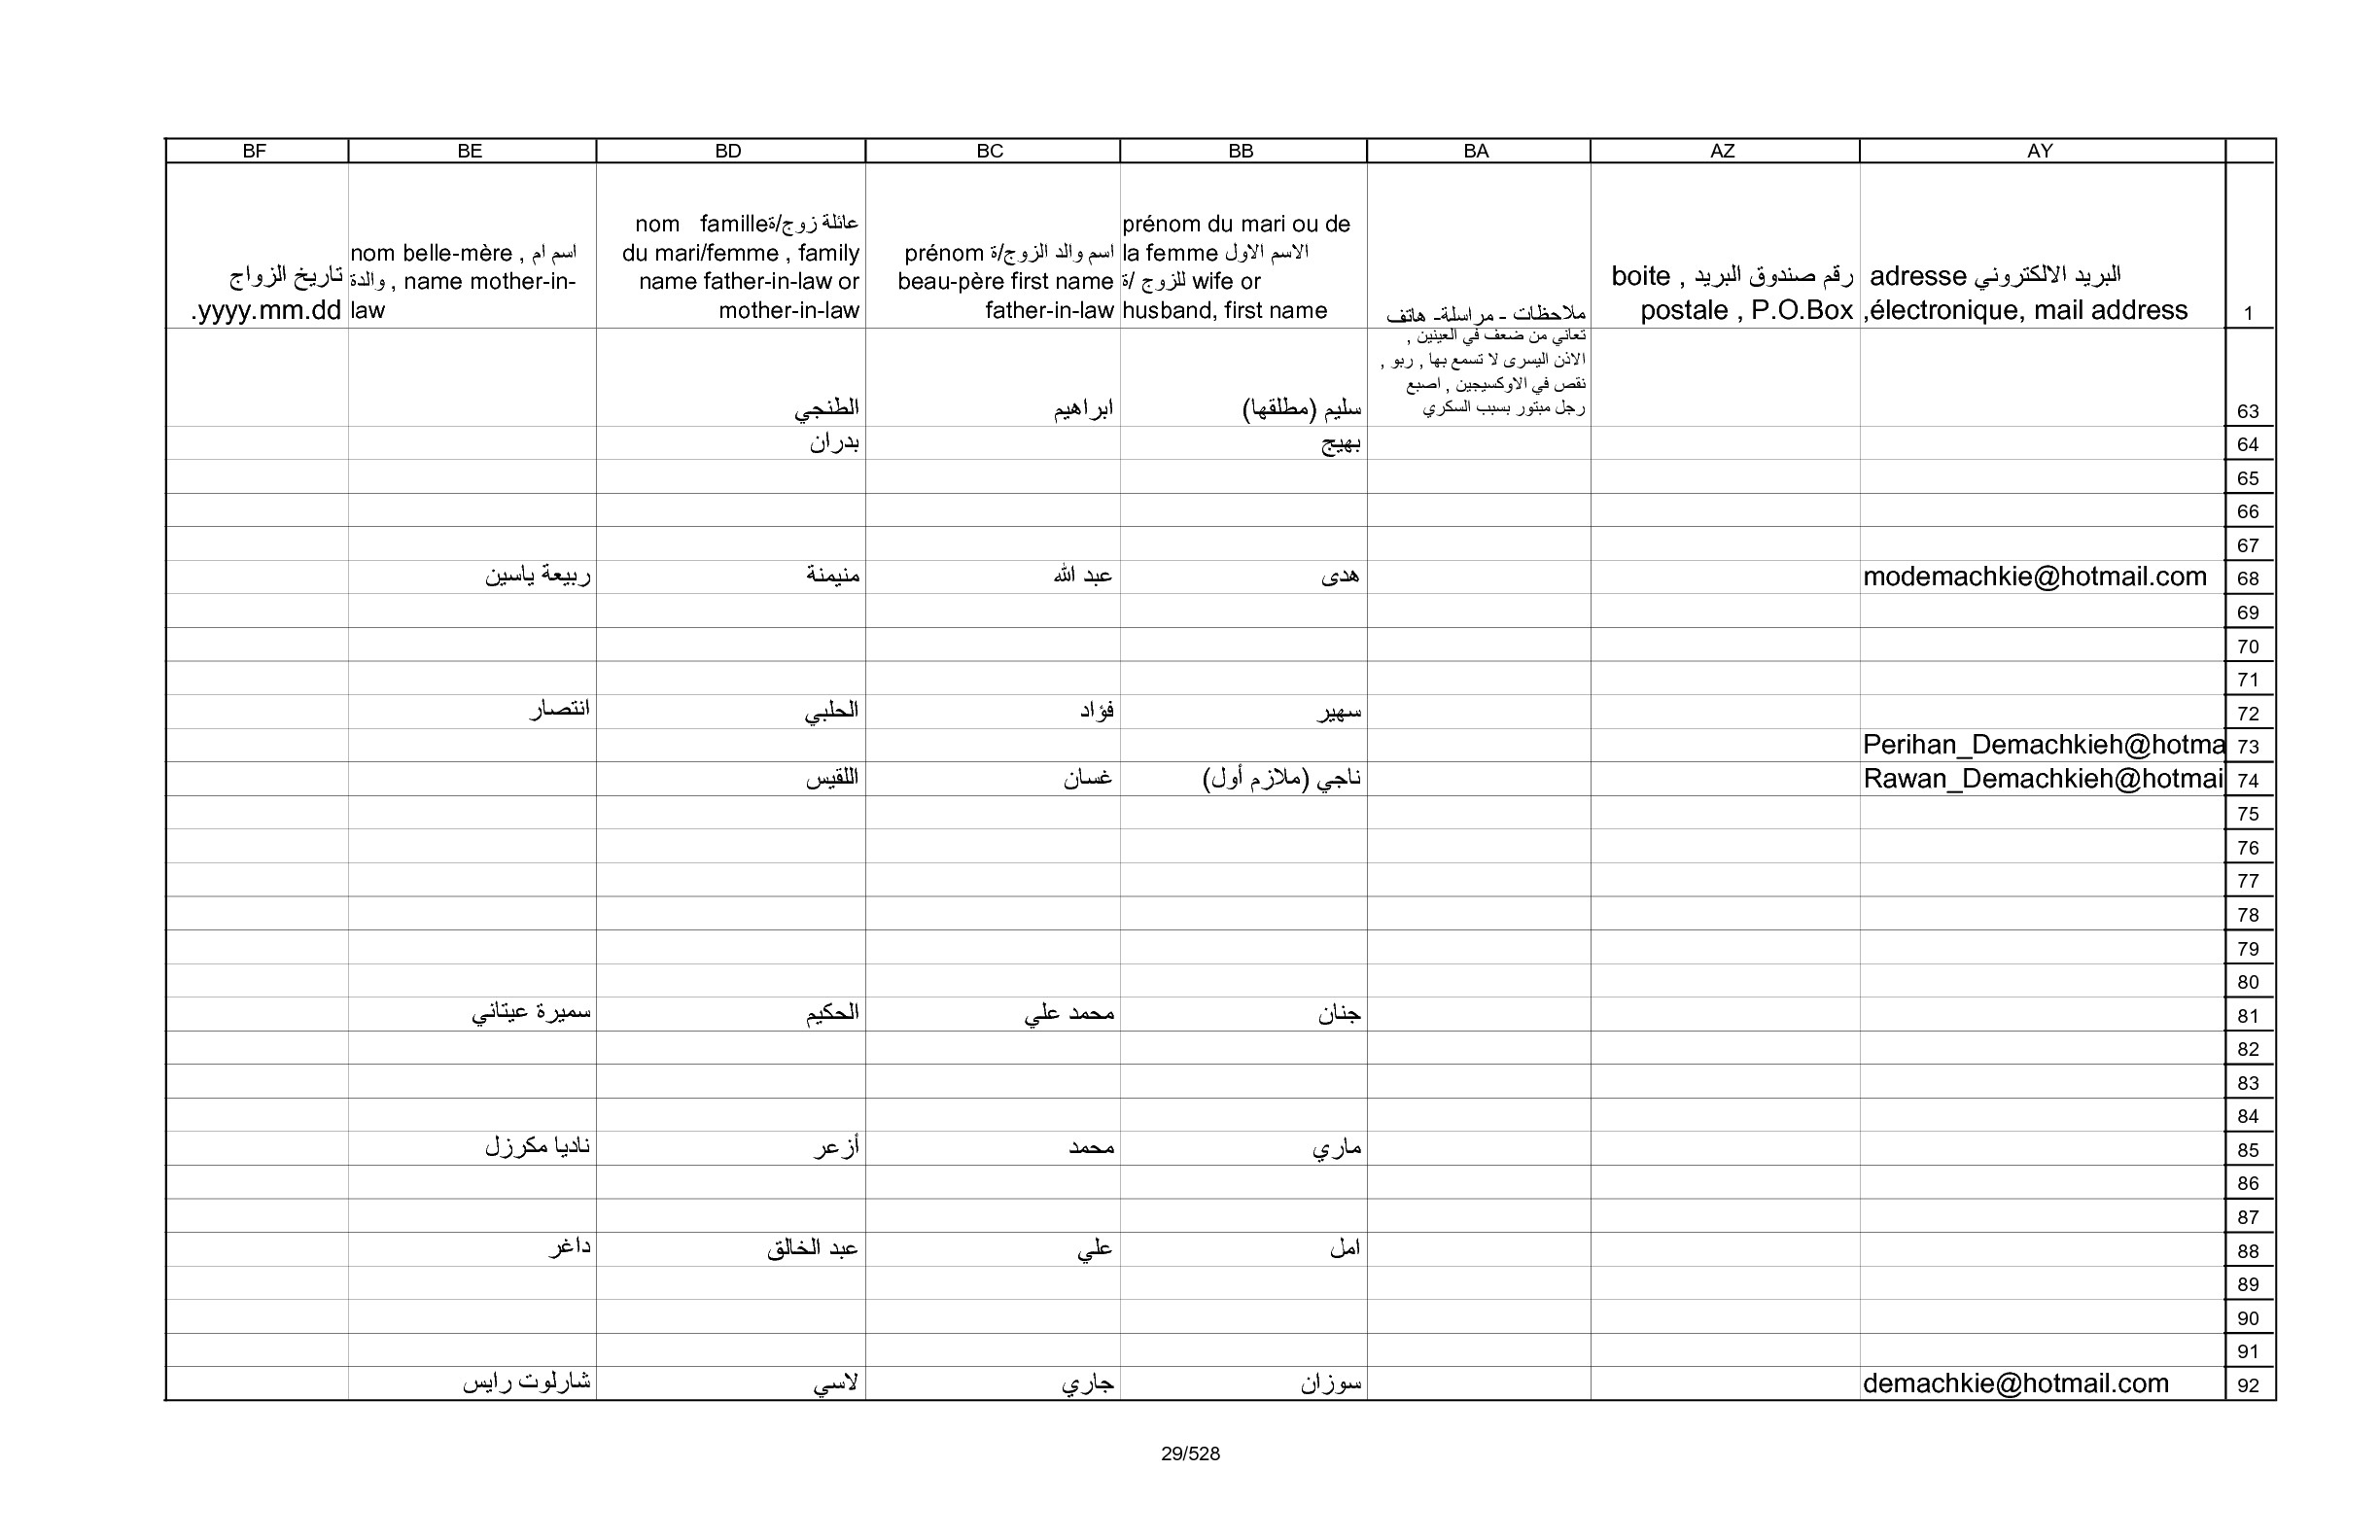 BF BE BD BC BB BA AZ AY
1
البريد الالكتروني adresse
électronique, mail address,
رقم صندوق البريد , boite
postale , P.O.Box
ملاحظات - مراسلة- هاتف
prénom du mari ou de
la femme الاسم الاول
للزوج /ة wife or
husband, first name
اسم والد الزوج/ة prénom
beau-père first name
father-in-law
عائلة زوج/ةnom famille
du mari/femme , family
name father-in-law or
mother-in-law
nom belle-mère , اسم ام
والدة , name mother-in-
law
تاريخ الزواج
yyyy.mm.dd.
تعاني من ضعف في العينين ,
الاذن اليسرى لا تسمع بها , ربو ,
نقص في الاوكسيجين , اصبع
رجل مبتور بسبب السكري
63 سليم (مطلقها) ابراهيم الطنجي
64 بهيج بدران
65
66
67
68 modemachkie@hotmail.com هدى عبد الله منيمنة ربيعة ياسين
69
70
71
72 سهير فؤاد الحلبي انتصار
73 Perihan_Demachkieh@hotma
74 Rawan_Demachkieh@hotmai ناجي (ملازم أول) غسان اللقيس
75
76
77
78
79
80
81 جنان محمد علي الحكيم سميرة عيتاني
82
83
84
85 ماري محمد أزعر ناديا مكرزل
86
87
88 امل علي عبد الخالق داغر
89
90
91
92 demachkie@hotmail.com سوزان جاري لاسي شارلوت رايس
29/528